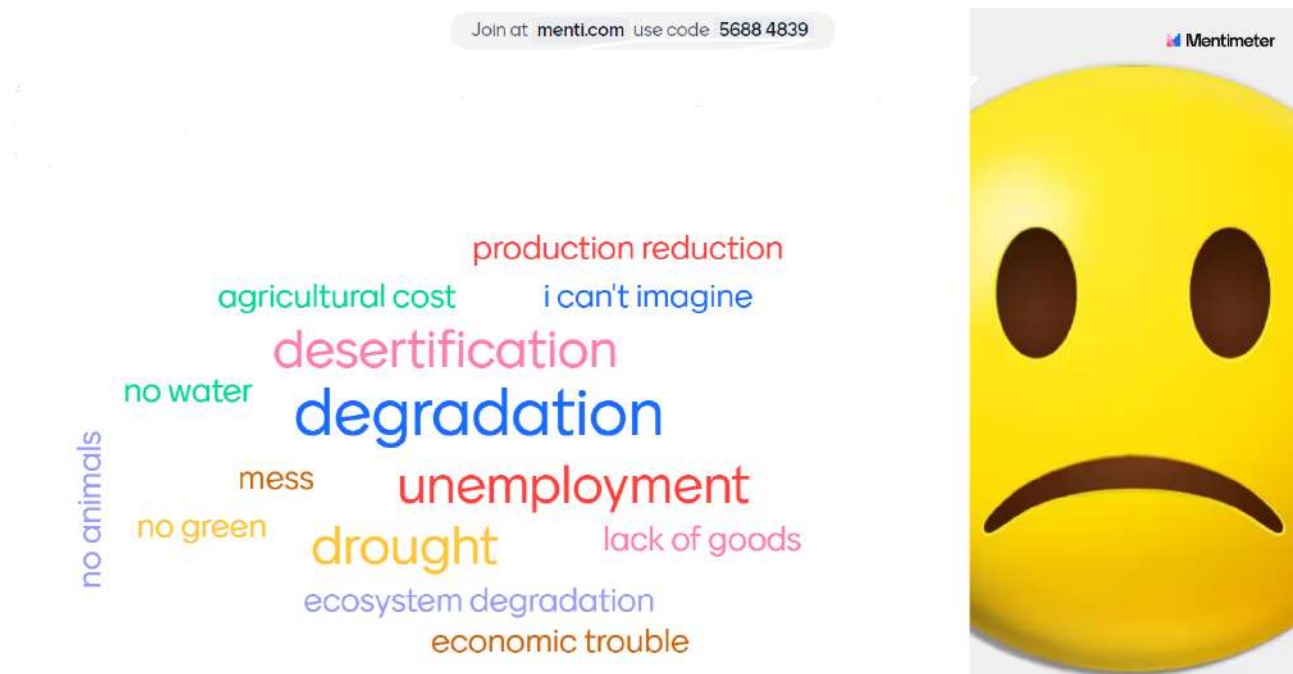 Join at menti.com use code 5688 4839
Mentimeter
production reduction
agricultural cost
i can't imagine
desertification
no water
degradation
no animals
mess
unemployment
no green
drought
lack of goods
ecosystem degradation
economic trouble